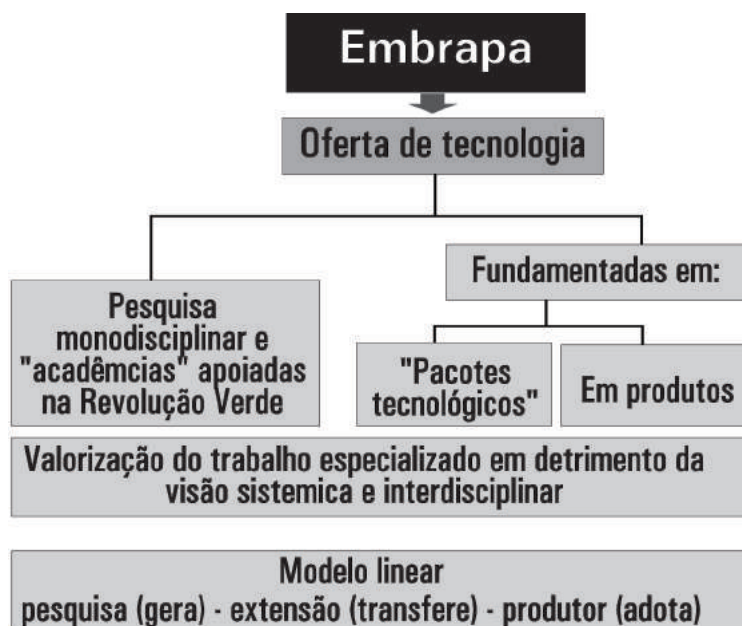 Embrapa
Oferta de tecnologia
Fundamentadas em:
Pesquisa
monodisciplinar e
"acadêmcias" apoiadas
na Revolução Verde
"Pacotes
tecnológicos"
Em produtos
Valorização do trabalho especializado em detrimento da
visão sistemica e interdisciplinar
Modelo linear
pesquisa (gera) - extensão (transfere) - produtor (adota)